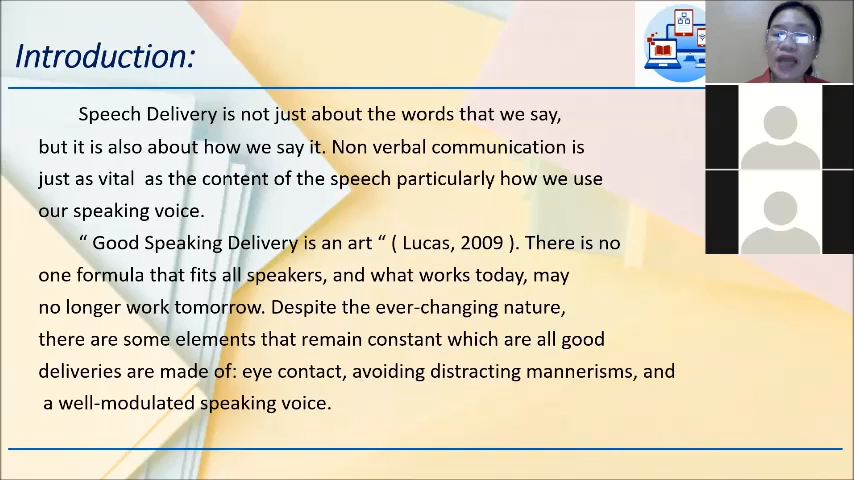 Introduction:
Speech Delivery is not just about the words that we say,
but it is also about how we say it. Non verbal communication is
just as vital  as the content of the speech particularly how we use
our speaking voice.
“ Good Speaking Delivery is an art “ ( Lucas, 2009 ). There is no
one formula that fits all speakers, and what works today, may
no longer work tomorrow. Despite the ever-changing nature,
there are some elements that remain constant which are all good
deliveries are made of: eye contact, avoiding distracting mannerisms, and
a well-modulated speaking voice.